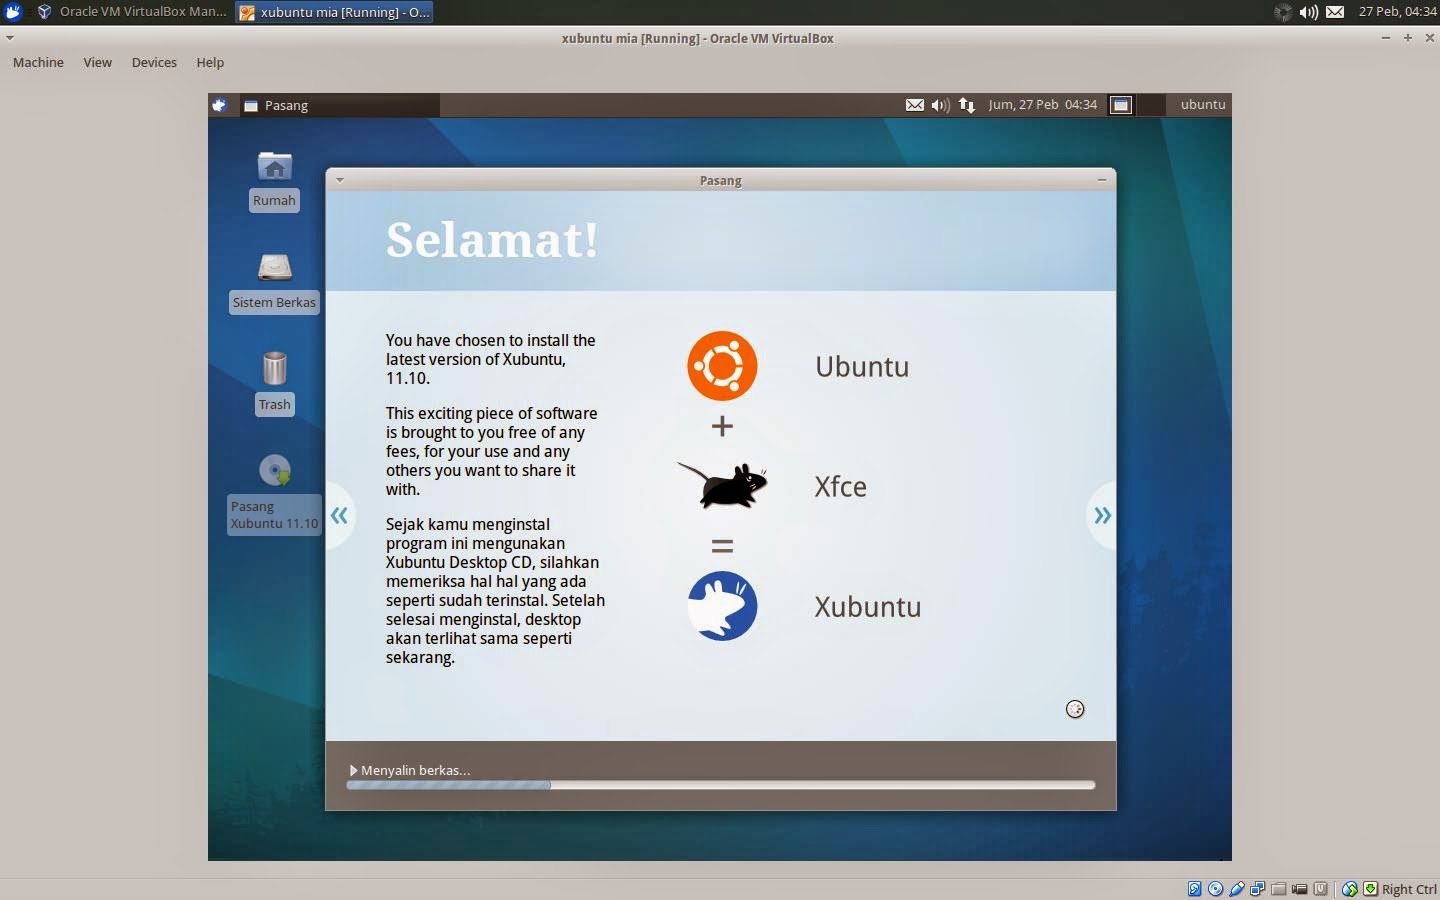 Oracle VM VirtualBox Man... xubuntu mia [Running] - O... 27 Peb, 04:34
xubuntu mia [Running] - Oracle VM VirtualBox
Machine View Devices Help
Pasang Jum, 27 Peb 04:34 ubuntu
Rumah
Sistem Berkas
Trash
Pasang
Xubuntu 11.10
Pasang
Selamat!
You have chosen to install the
latest version of Xubuntu,
11.10.
This exciting piece of software
is brought to you free of any
fees, for your use and any
others you want to share it
with.
Sejak kamu menginstal
program ini mengunakan
Xubuntu Desktop CD, silahkan
memeriksa hal hal yang ada
seperti sudah terinstal. Setelah
selesai menginstal, desktop
akan terlihat sama seperti
sekarang.
Ubuntu
+
Xfce
=
Xubuntu
Menyalin berkas...
Right Ctrl